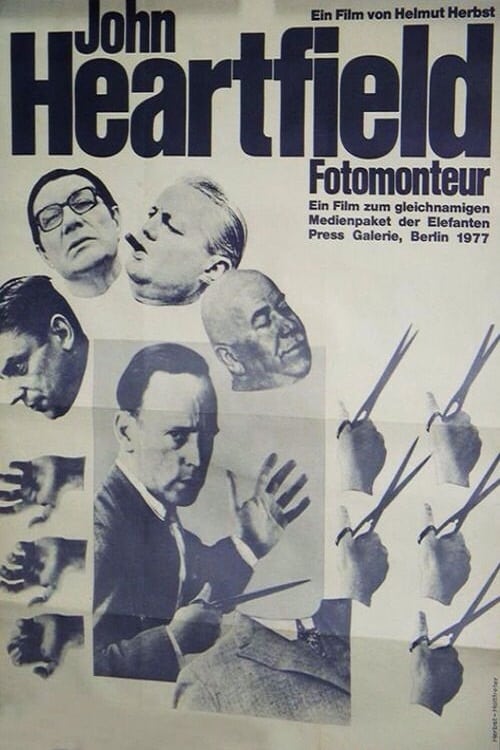 Ein Film von Helmut Herbst
John
Heartfield
Fotomonteur
Ein Film zum gleichnamigen
Medienpaket der Elefanten
Press Galerie, Berlin 1977